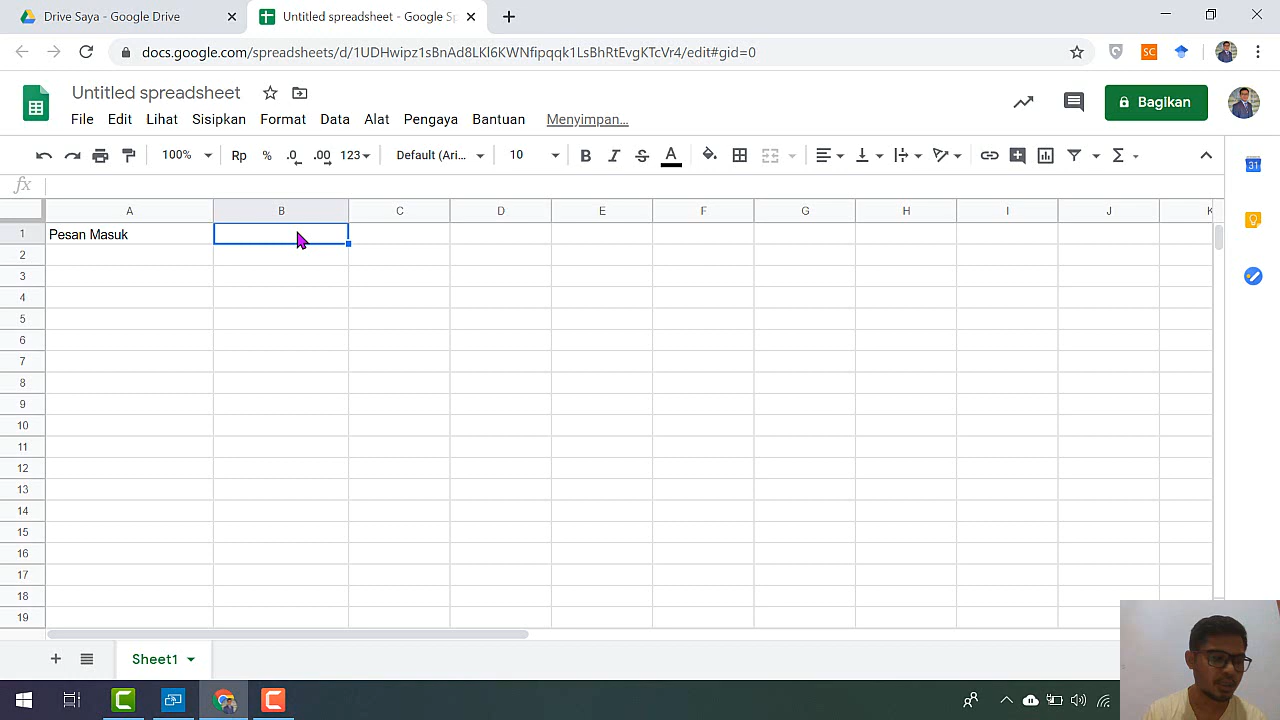 Drive Saya - Google Drive
Untitled spreadsheet - Google Sp
docs.google.com/spreadsheets/d/1UDHwipz1sBnAd8LKI6KWNfipqqk1LsBhRtEvgKTcVr4/edit#gid=0
SC
Untitled spreadsheet
Bagikan
File Edit Lihat Sisipkan Format Data Alat Pengaya Bantuan Menyimpan...
100% Rp % .0 .00 123 Default (Ari... 10 B I S A Σ
31
fx
A B C D E F G H I J K
1 Pesan Masuk
2
3
4
5
6
7
8
9
10
11
12
13
14
15
16
17
18
19
Sheet1